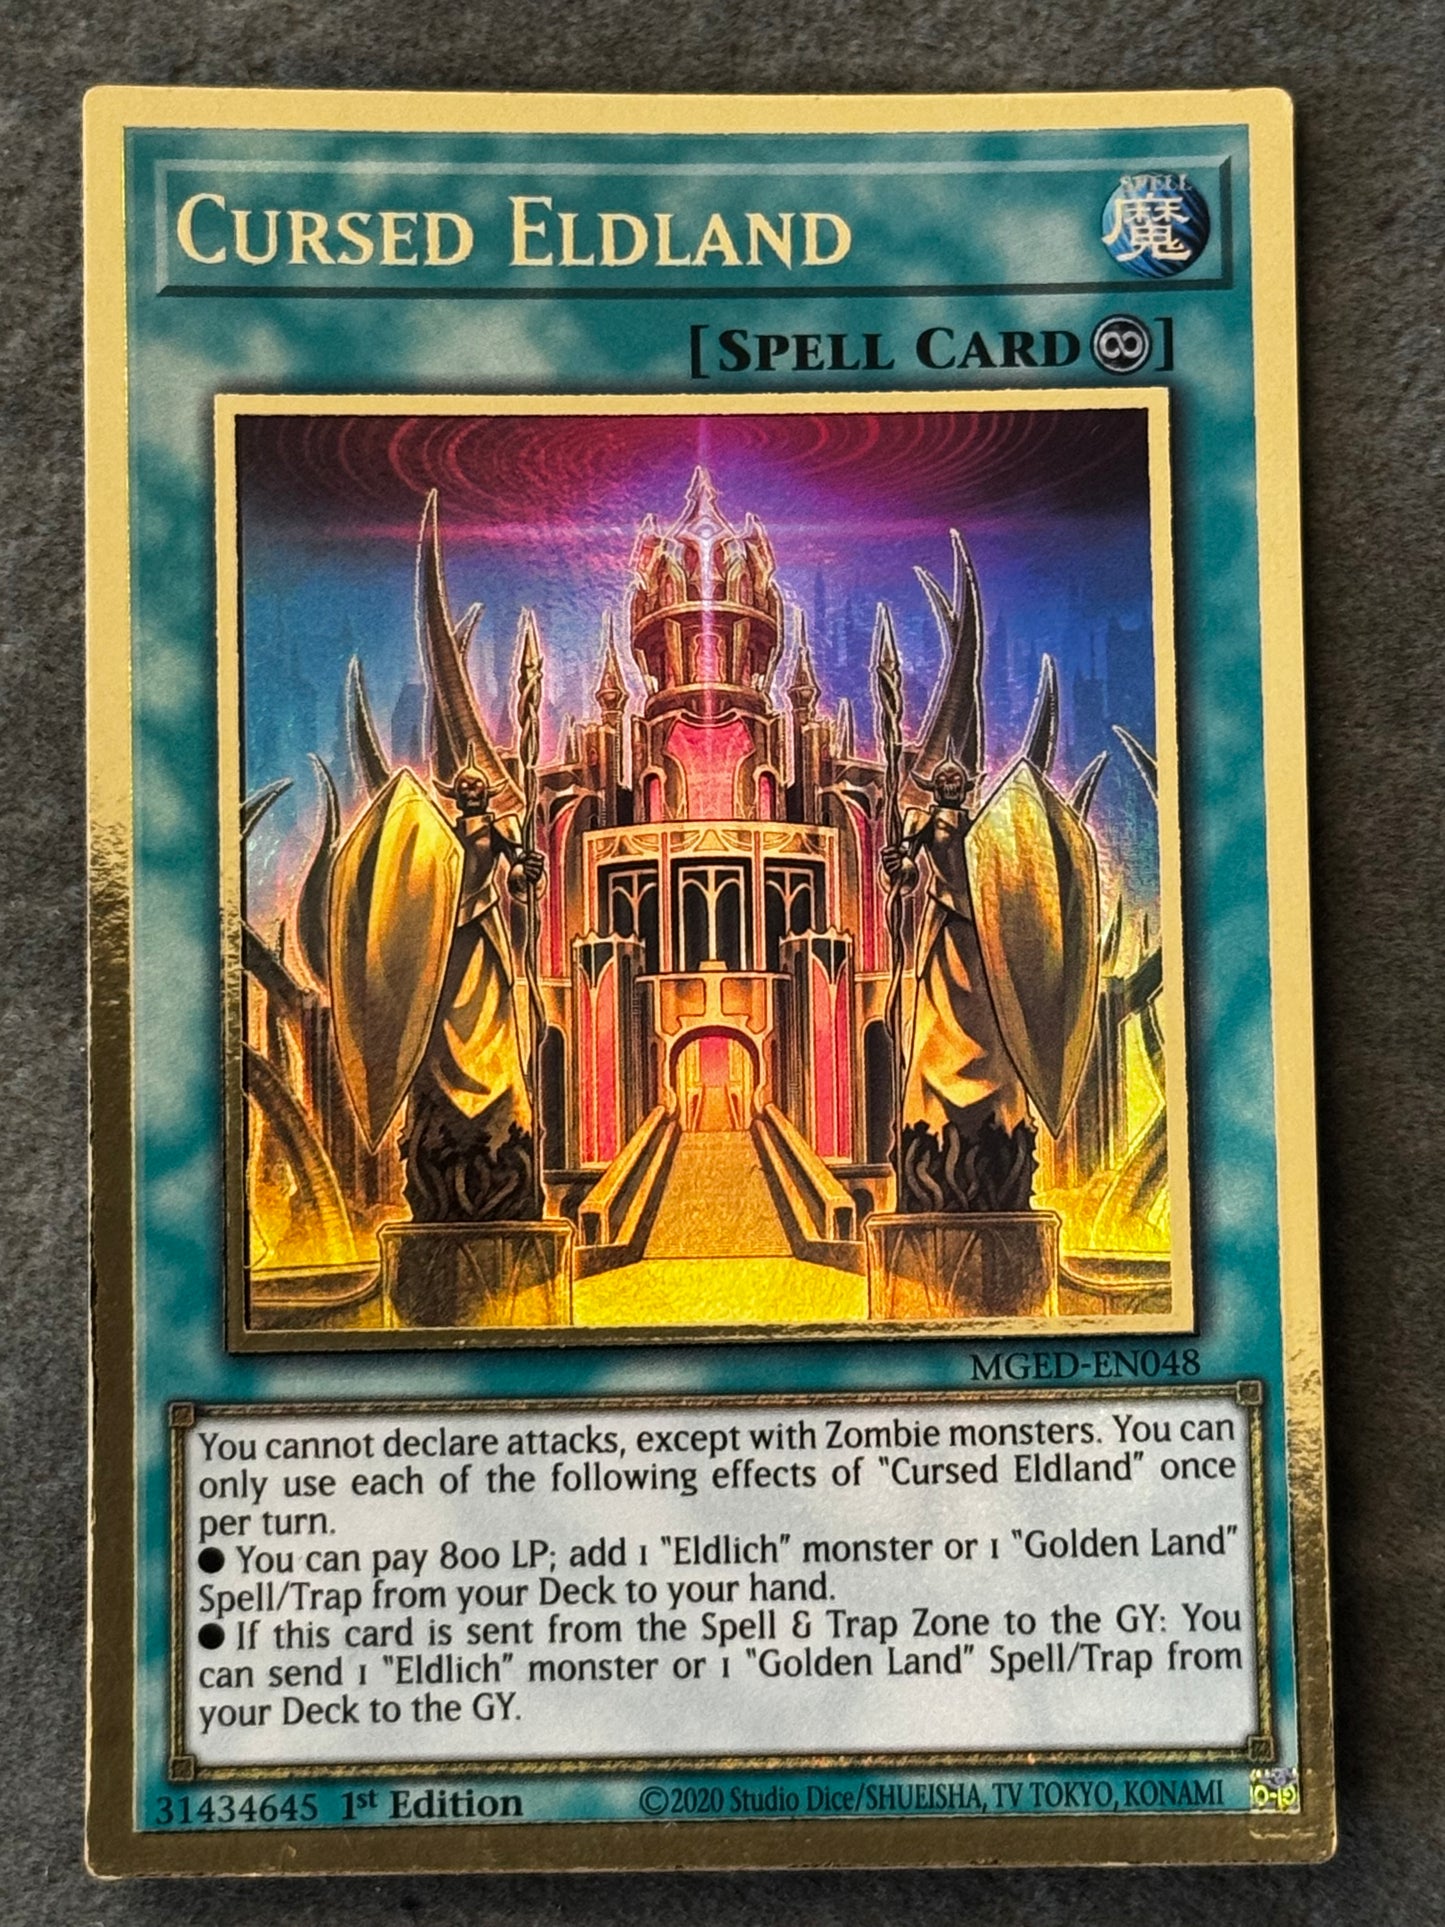 CURSED ELDLAND
SPELL
魔
[SPELL CARD]
MGED-EN048
You cannot declare attacks, except with Zombie monsters. You can
only use each of the following effects of "Cursed Eldland" once
per turn.
● You can pay 800 LP; add 1 "Eldlich" monster or 1 "Golden Land"
Spell/Trap from your Deck to your hand.
● If this card is sent from the Spell & Trap Zone to the GY: You
can send 1 "Eldlich" monster or 1 "Golden Land" Spell/Trap from
your Deck to the GY.
31434645 1st Edition ©2020 Studio Dice/SHUEISHA, TV TOKYO, KONAMI